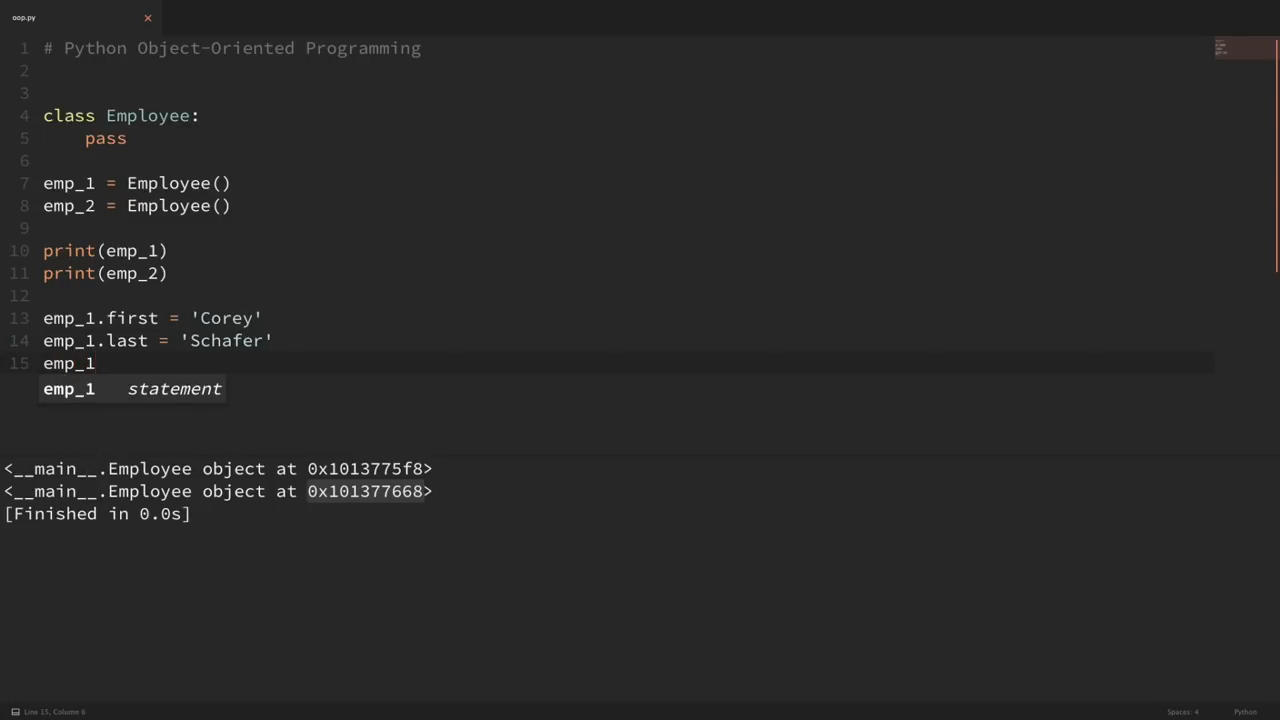 oop.py ×
1 # Python Object-Oriented Programming
2
3
4 class Employee:
5     pass
6
7 emp_1 = Employee()
8 emp_2 = Employee()
9
10 print(emp_1)
11 print(emp_2)
12
13 emp_1.first = 'Corey'
14 emp_1.last = 'Schafer'
15 emp_1
emp_1 statement
<__main__.Employee object at 0x1013775f8>
<__main__.Employee object at 0x101377668>
[Finished in 0.0s]
Line 15, Column 6 Spaces: 4 Python